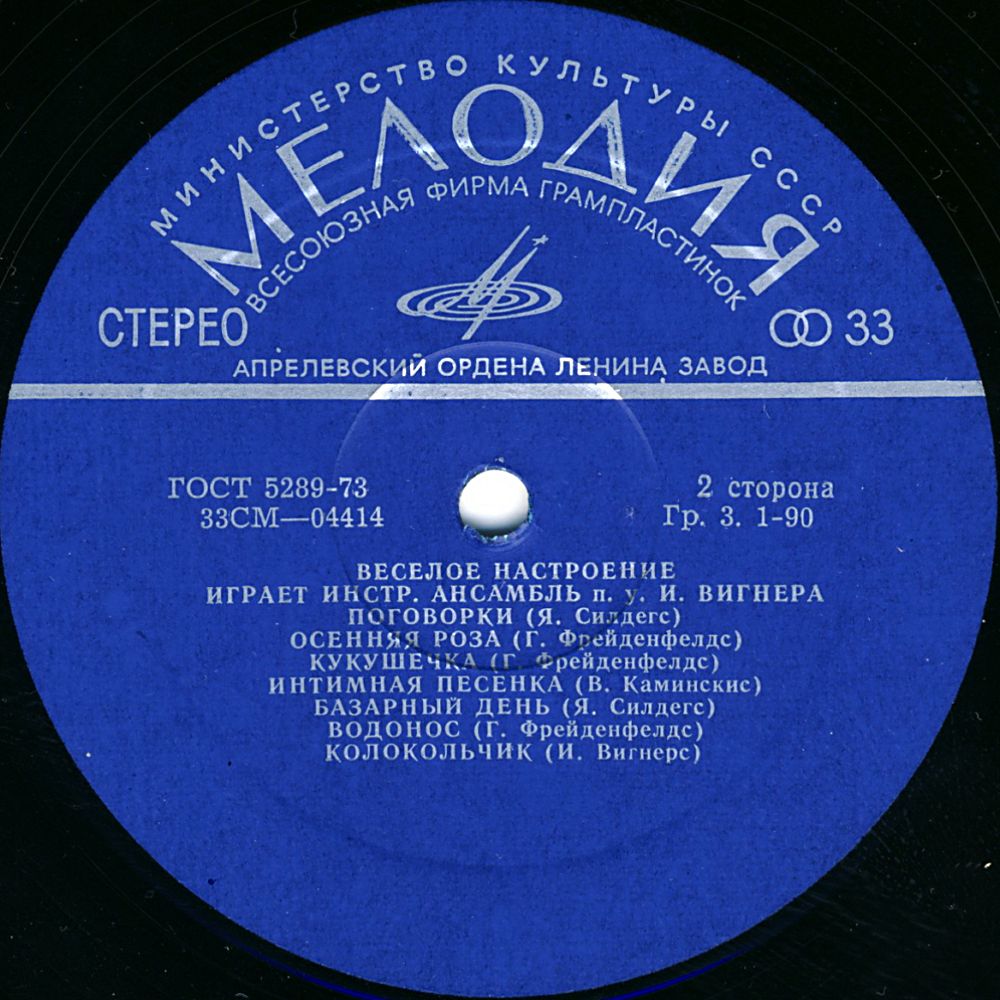 МИНИСТЕРСТВО КУЛЬТУРЫ СССР
МЕЛОДИЯ
ВСЕСОЮЗНАЯ ФИРМА ГРАМПЛАСТИНОК
СТЕРЕО
33
АПРЕЛЕВСКИЙ ОРДЕНА ЛЕНИНА ЗАВОД
ГОСТ 5289-73
33СМ—04414
2 сторона
Гр. 3. 1-90
ВЕСЕЛОЕ НАСТРОЕНИЕ
ИГРАЕТ ИНСТР. АНСАМБЛЬ п. у. И. ВИГНЕРА
ПОГОВОРКИ (Я. Силдегс)
ОСЕННЯЯ РОЗА (Г. Фрейденфелдс)
КУКУШЕЧКА (Г. Фрейденфелдс)
ИНТИМНАЯ ПЕСЕНКА (В. Каминскис)
БАЗАРНЫЙ ДЕНЬ (Я. Силдегс)
ВОДОНОС (Г. Фрейденфелдс)
КОЛОКОЛЬЧИК (И. Вигнерс)